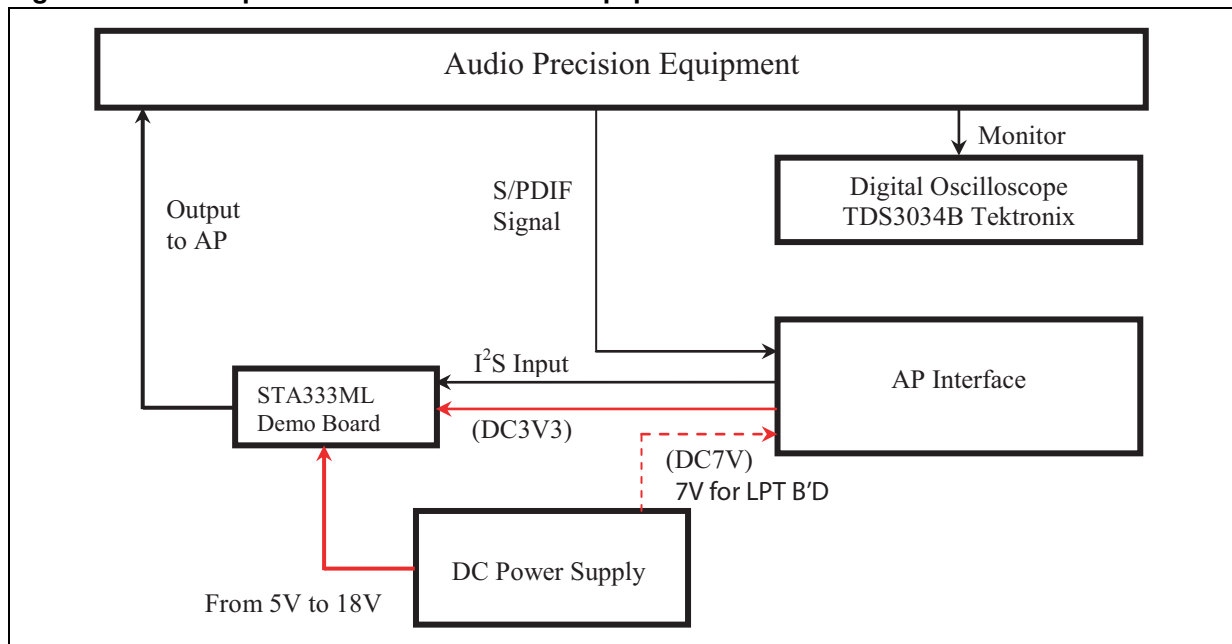 Audio Precision Equipment
Monitor
S/PDIF
Signal
Digital Oscilloscope
TDS3034B Tektronix
Output
to AP
I²S Input
AP Interface
STA333ML
Demo Board
(DC3V3)
(DC7V)
7V for LPT B'D
DC Power Supply
From 5V to 18V